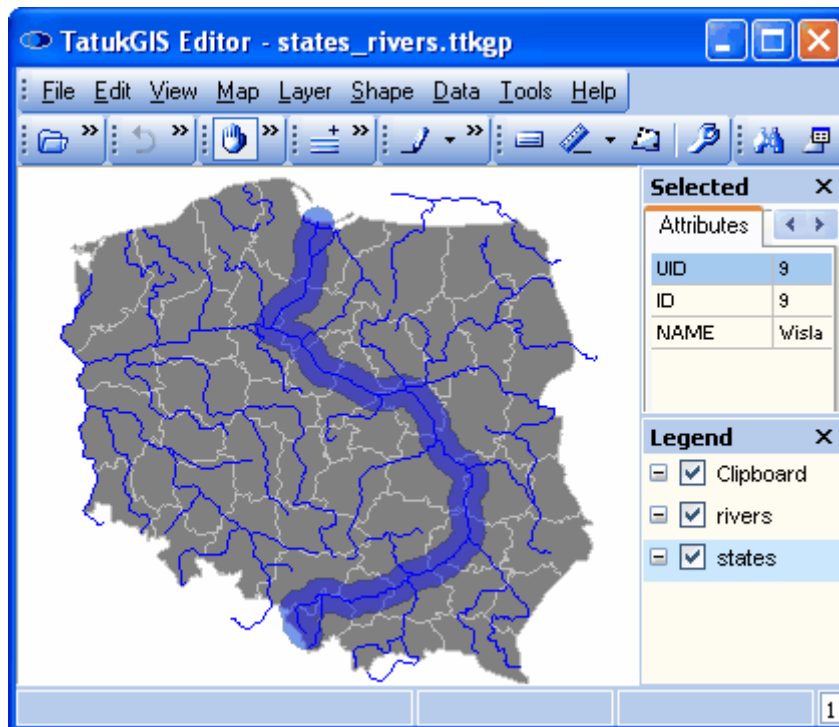 TatukGIS Editor - states_rivers.ttkgp
File Edit View Map Layer Shape Data Tools Help
Selected
Attributes
UID 9
ID 9
NAME Wisla
Legend
Clipboard
rivers
states
1